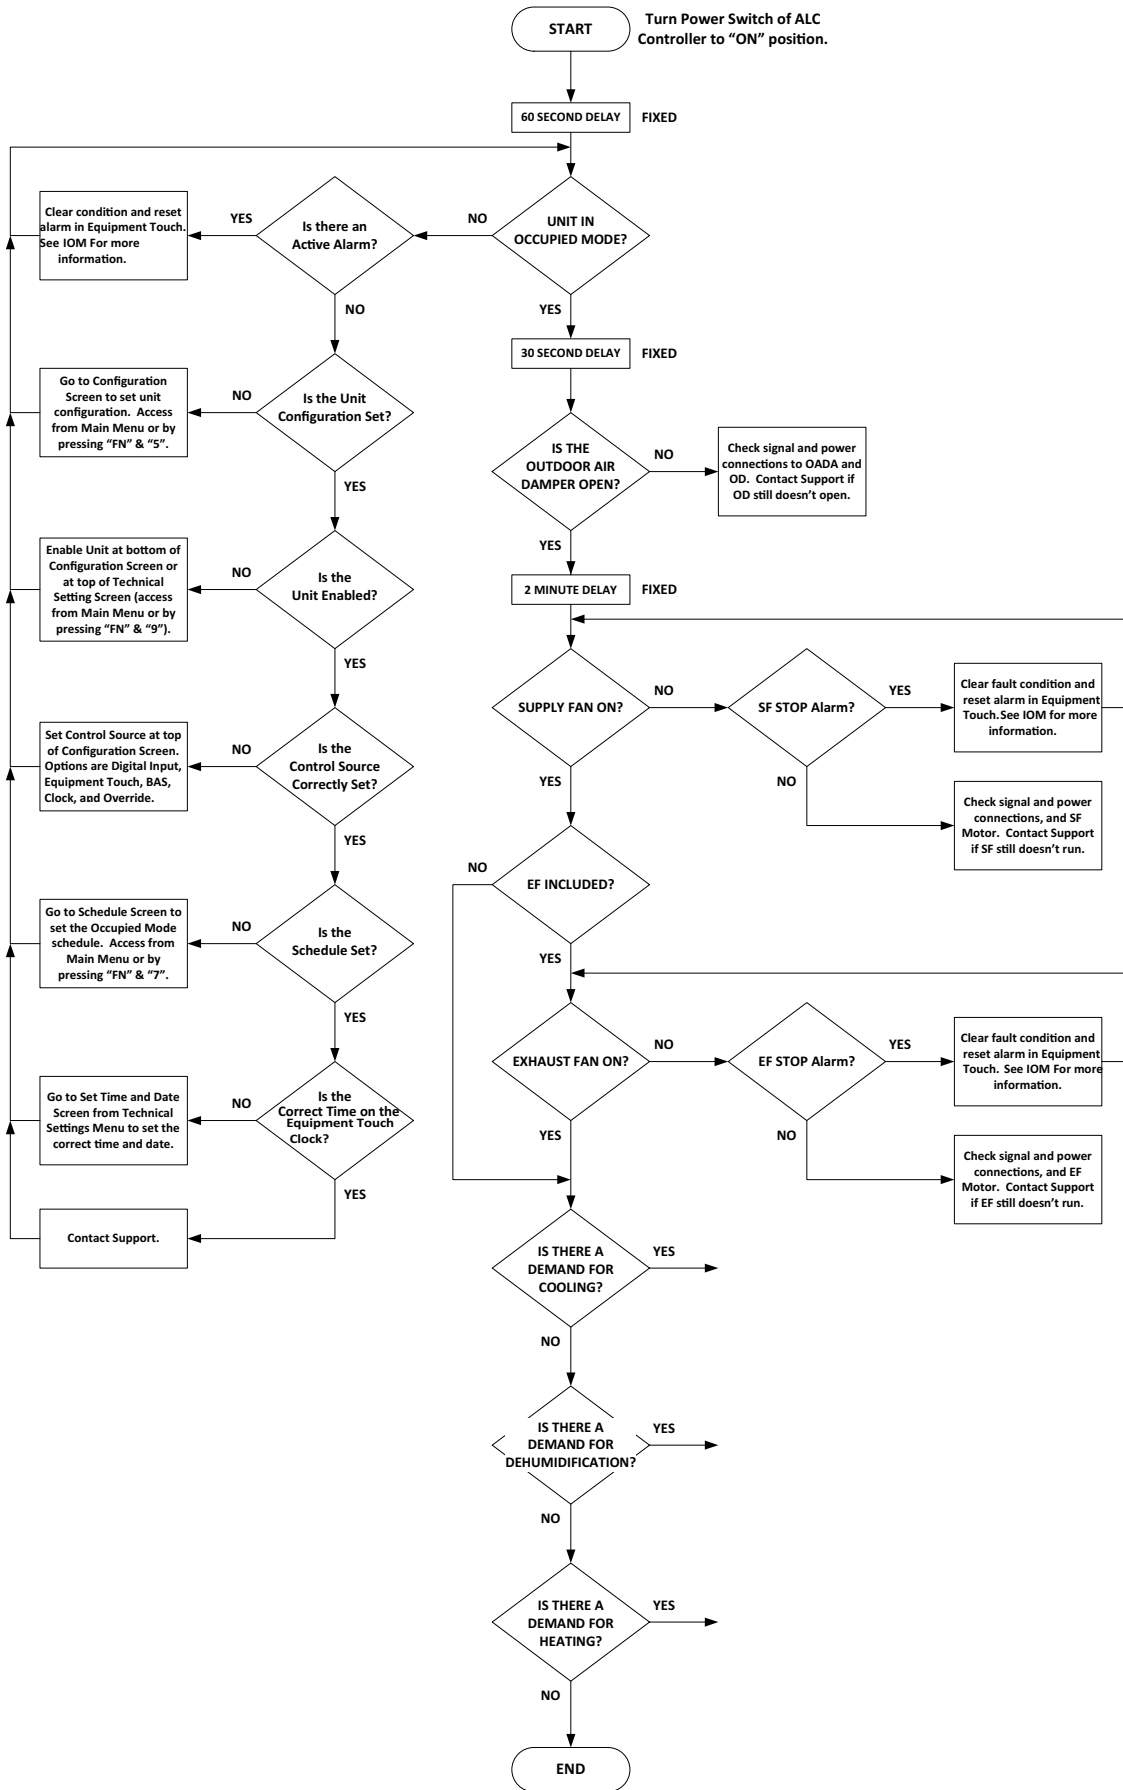 START
Turn Power Switch of ALC
Controller to “ON” position.
60 SECOND DELAY
FIXED
UNIT IN
OCCUPIED MODE?
NO
YES
Is there an
Active Alarm?
YES
NO
Clear condition and reset
alarm in Equipment Touch.
See IOM For more
information.
30 SECOND DELAY
FIXED
Is the Unit
Configuration Set?
NO
YES
Go to Configuration
Screen to set unit
configuration. Access
from Main Menu or by
pressing “FN” & “5”.
IS THE
OUTDOOR AIR
DAMPER OPEN?
NO
YES
Check signal and power
connections to OADA and
OD. Contact Support if
OD still doesn’t open.
Is the
Unit Enabled?
NO
YES
Enable Unit at bottom of
Configuration Screen or
at top of Technical
Setting Screen (access
from Main Menu or by
pressing “FN” & “9”).
2 MINUTE DELAY
FIXED
SUPPLY FAN ON?
NO
YES
SF STOP Alarm?
YES
NO
Clear fault condition and
reset alarm in Equipment
Touch. See IOM for more
information.
Check signal and power
connections, and SF
Motor. Contact Support
if SF still doesn’t run.
Is the
Control Source
Correctly Set?
NO
YES
Set Control Source at top
of Configuration Screen.
Options are Digital Input,
Equipment Touch, BAS,
Clock, and Override.
EF INCLUDED?
NO
YES
Is the
Schedule Set?
NO
YES
Go to Schedule Screen to
set the Occupied Mode
schedule. Access from
Main Menu or by
pressing “FN” & “7”.
EXHAUST FAN ON?
NO
YES
EF STOP Alarm?
YES
NO
Clear fault condition and
reset alarm in Equipment
Touch. See IOM For more
information.
Check signal and power
connections, and EF
Motor. Contact Support
if EF still doesn’t run.
Is the
Correct Time on the
Equipment Touch
Clock?
NO
YES
Go to Set Time and Date
Screen from Technical
Settings Menu to set the
correct time and date.
Contact Support.
IS THERE A
DEMAND FOR
COOLING?
YES
NO
IS THERE A
DEMAND FOR
DEHUMIDIFICATION?
YES
NO
IS THERE A
DEMAND FOR
HEATING?
YES
NO
END